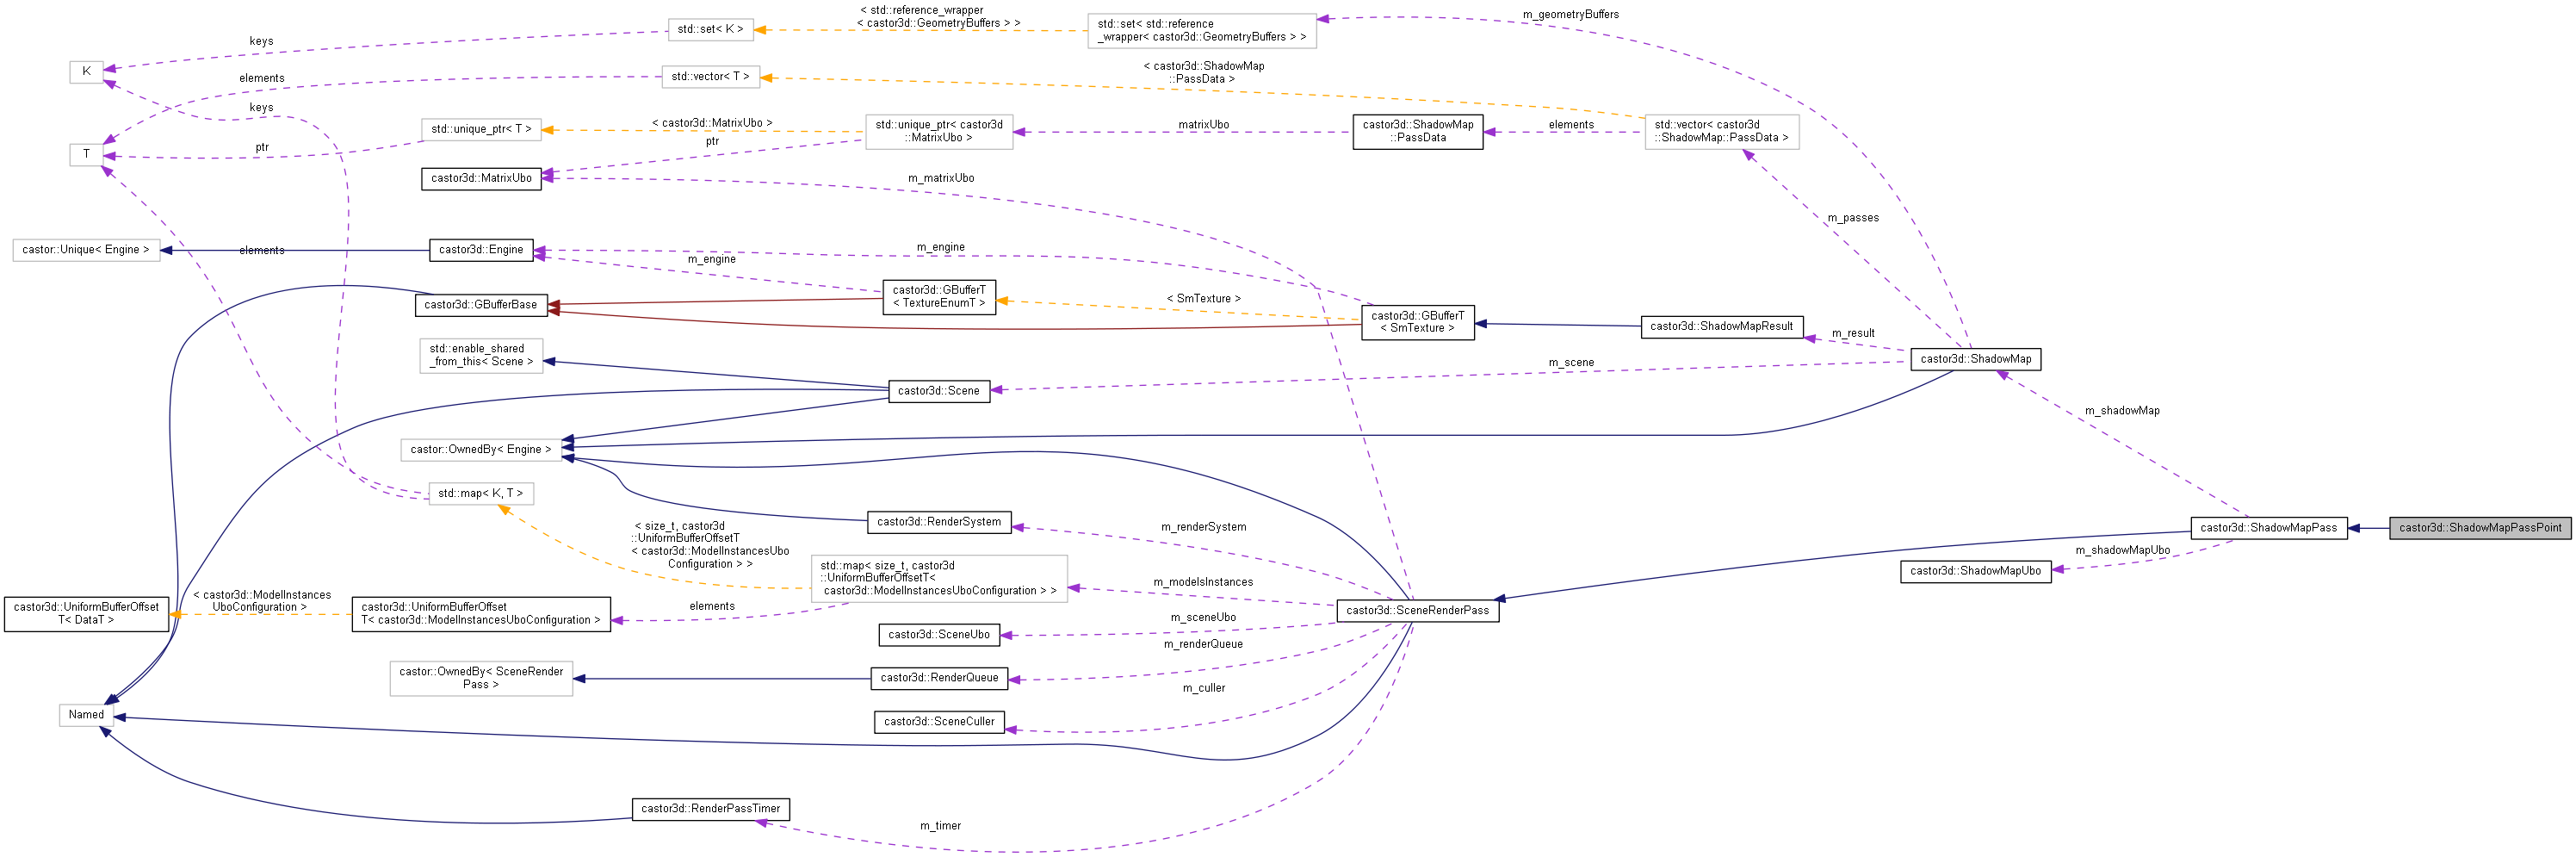 < std::reference_wrapper
< castor3d::GeometryBuffers > >
m_geometryBuffers
std::set< K >
std::set< std::reference
_wrapper< castor3d::GeometryBuffers > >
keys
K
elements
std::vector< T >
< castor3d::ShadowMap
::PassData >
keys
std::unique_ptr< T >
< castor3d::MatrixUbo >
std::unique_ptr< castor3d
::MatrixUbo >
matrixUbo
castor3d::ShadowMap
::PassData
elements
std::vector< castor3d
::ShadowMap::PassData >
T
ptr
ptr
castor3d::MatrixUbo
m_matrixUbo
m_passes
castor::Unique< Engine >
elements
castor3d::Engine
m_engine
m_engine
castor3d::GBufferBase
castor3d::GBufferT
< TextureEnumT >
< SmTexture >
castor3d::GBufferT
< SmTexture >
castor3d::ShadowMapResult
m_result
castor3d::ShadowMap
std::enable_shared
_from_this< Scene >
m_scene
castor3d::Scene
m_shadowMap
castor::OwnedBy< Engine >
std::map< K, T >
castor3d::RenderSystem
m_renderSystem
castor3d::ShadowMapPass
castor3d::ShadowMapPassPoint
< size_t, castor3d
::UniformBufferOffsetT
< castor3d::ModelInstancesUbo
Configuration > >
std::map< size_t, castor3d
::UniformBufferOffsetT<
castor3d::ModelInstancesUboConfiguration > >
m_modelsInstances
m_shadowMapUbo
castor3d::ShadowMapUbo
castor3d::UniformBufferOffset
T< DataT >
< castor3d::ModelInstances
UboConfiguration >
castor3d::UniformBufferOffset
T< castor3d::ModelInstancesUboConfiguration >
elements
castor3d::SceneRenderPass
castor3d::SceneUbo
m_sceneUbo
m_renderQueue
castor::OwnedBy< SceneRender
Pass >
castor3d::RenderQueue
m_culler
Named
castor3d::SceneCuller
castor3d::RenderPassTimer
m_timer